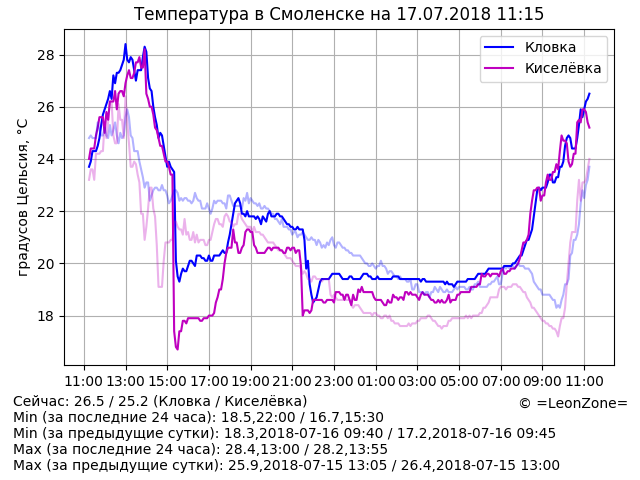 Температура в Смоленске на 17.07.2018 11:15
Кловка
Киселёвка
градусов Цельсия, °C
28
26
24
22
20
18
11:00 13:00 15:00 17:00 19:00 21:00 23:00 01:00 03:00 05:00 07:00 09:00 11:00
Сейчас: 26.5 / 25.2 (Кловка / Киселёвка)
© =LeonZone=
Min (за последние 24 часа): 18.5,22:00 / 16.7,15:30
Min (за предыдущие сутки): 18.3,2018-07-16 09:40 / 17.2,2018-07-16 09:45
Max (за последние 24 часа): 28.4,13:00 / 28.2,13:55
Max (за предыдущие сутки): 25.9,2018-07-15 13:05 / 26.4,2018-07-15 13:00